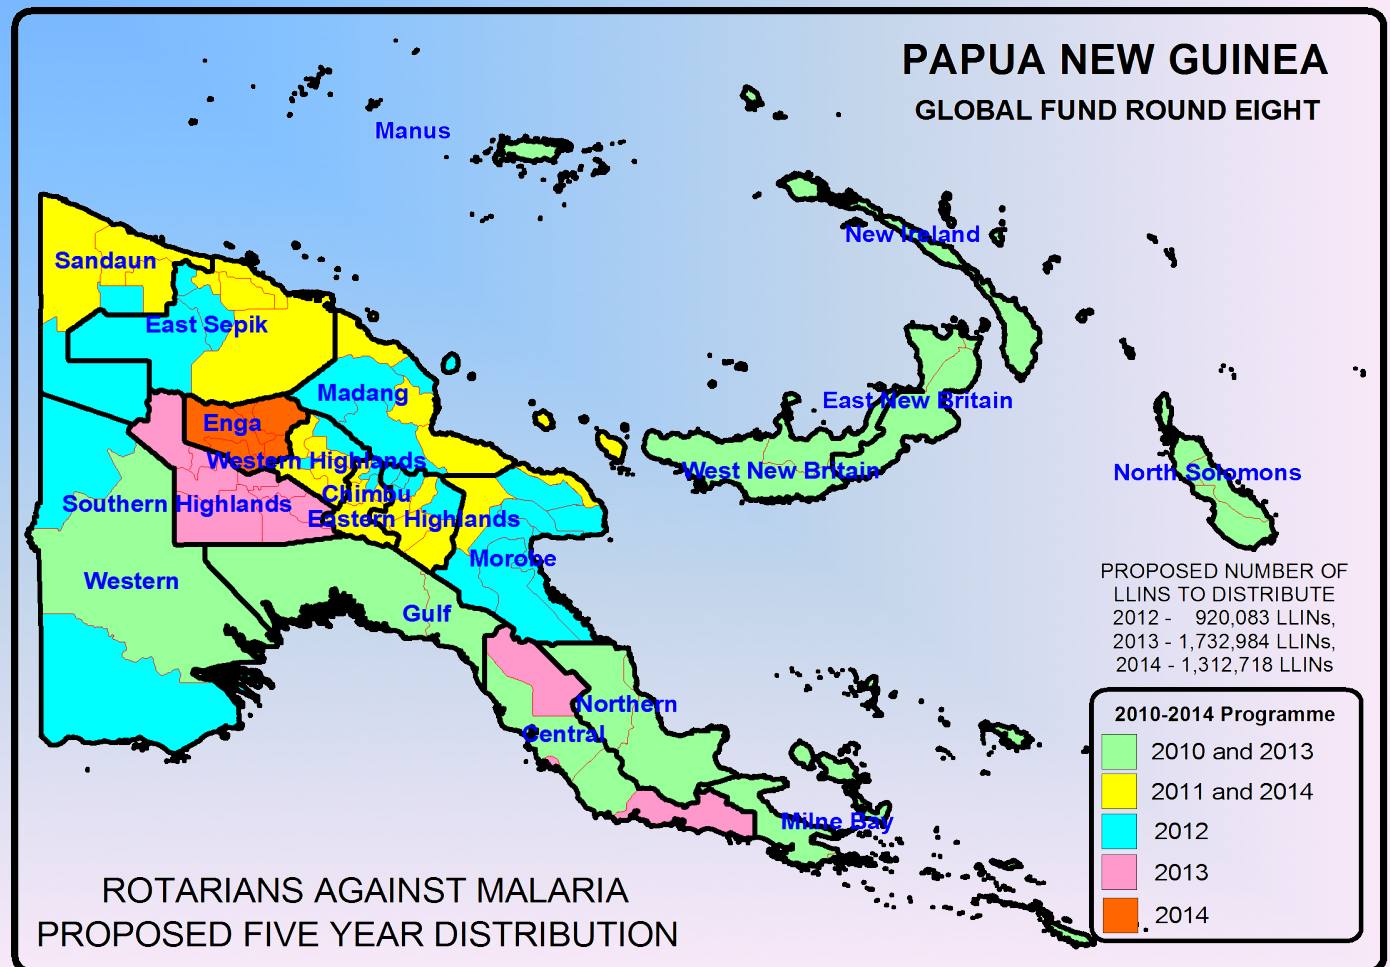 PAPUA NEW GUINEA
GLOBAL FUND ROUND EIGHT
Manus
New Ireland
Sandaun
East Sepik
Madang
East New Britain
Enga
Western Highlands
West New Britain
North Solomons
Chimbu
Southern Highlands
Eastern Highlands
Morobe
Western
Gulf
PROPOSED NUMBER OF
LLINS TO DISTRIBUTE
2012 - 920,083 LLINs,
2013 - 1,732,984 LLINs,
2014 - 1,312,718 LLINs
Northern
Central
Milne Bay
2010-2014 Programme
2010 and 2013
2011 and 2014
2012
2013
2014
ROTARIANS AGAINST MALARIA
PROPOSED FIVE YEAR DISTRIBUTION